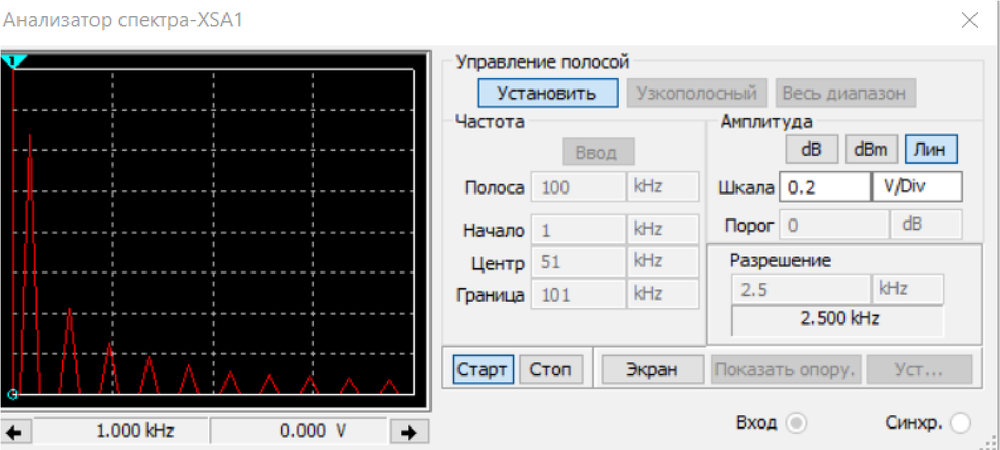 Анализатор спектра-XSA1
1
Управление полосой
Установить Узкополосный Весь диапазон
Частота
Ввод
Полоса 100 kHz
Начало 1 kHz
Центр 51 kHz
Граница 101 kHz
Амплитуда
dB dBm Лин
Шкала 0.2 V/Div
Порог 0 dB
Разрешение
2.5 kHz
2.500 kHz
Старт Стоп Экран Показать опору. Уст...
1.000 kHz 0.000 V
Вход Синхр.